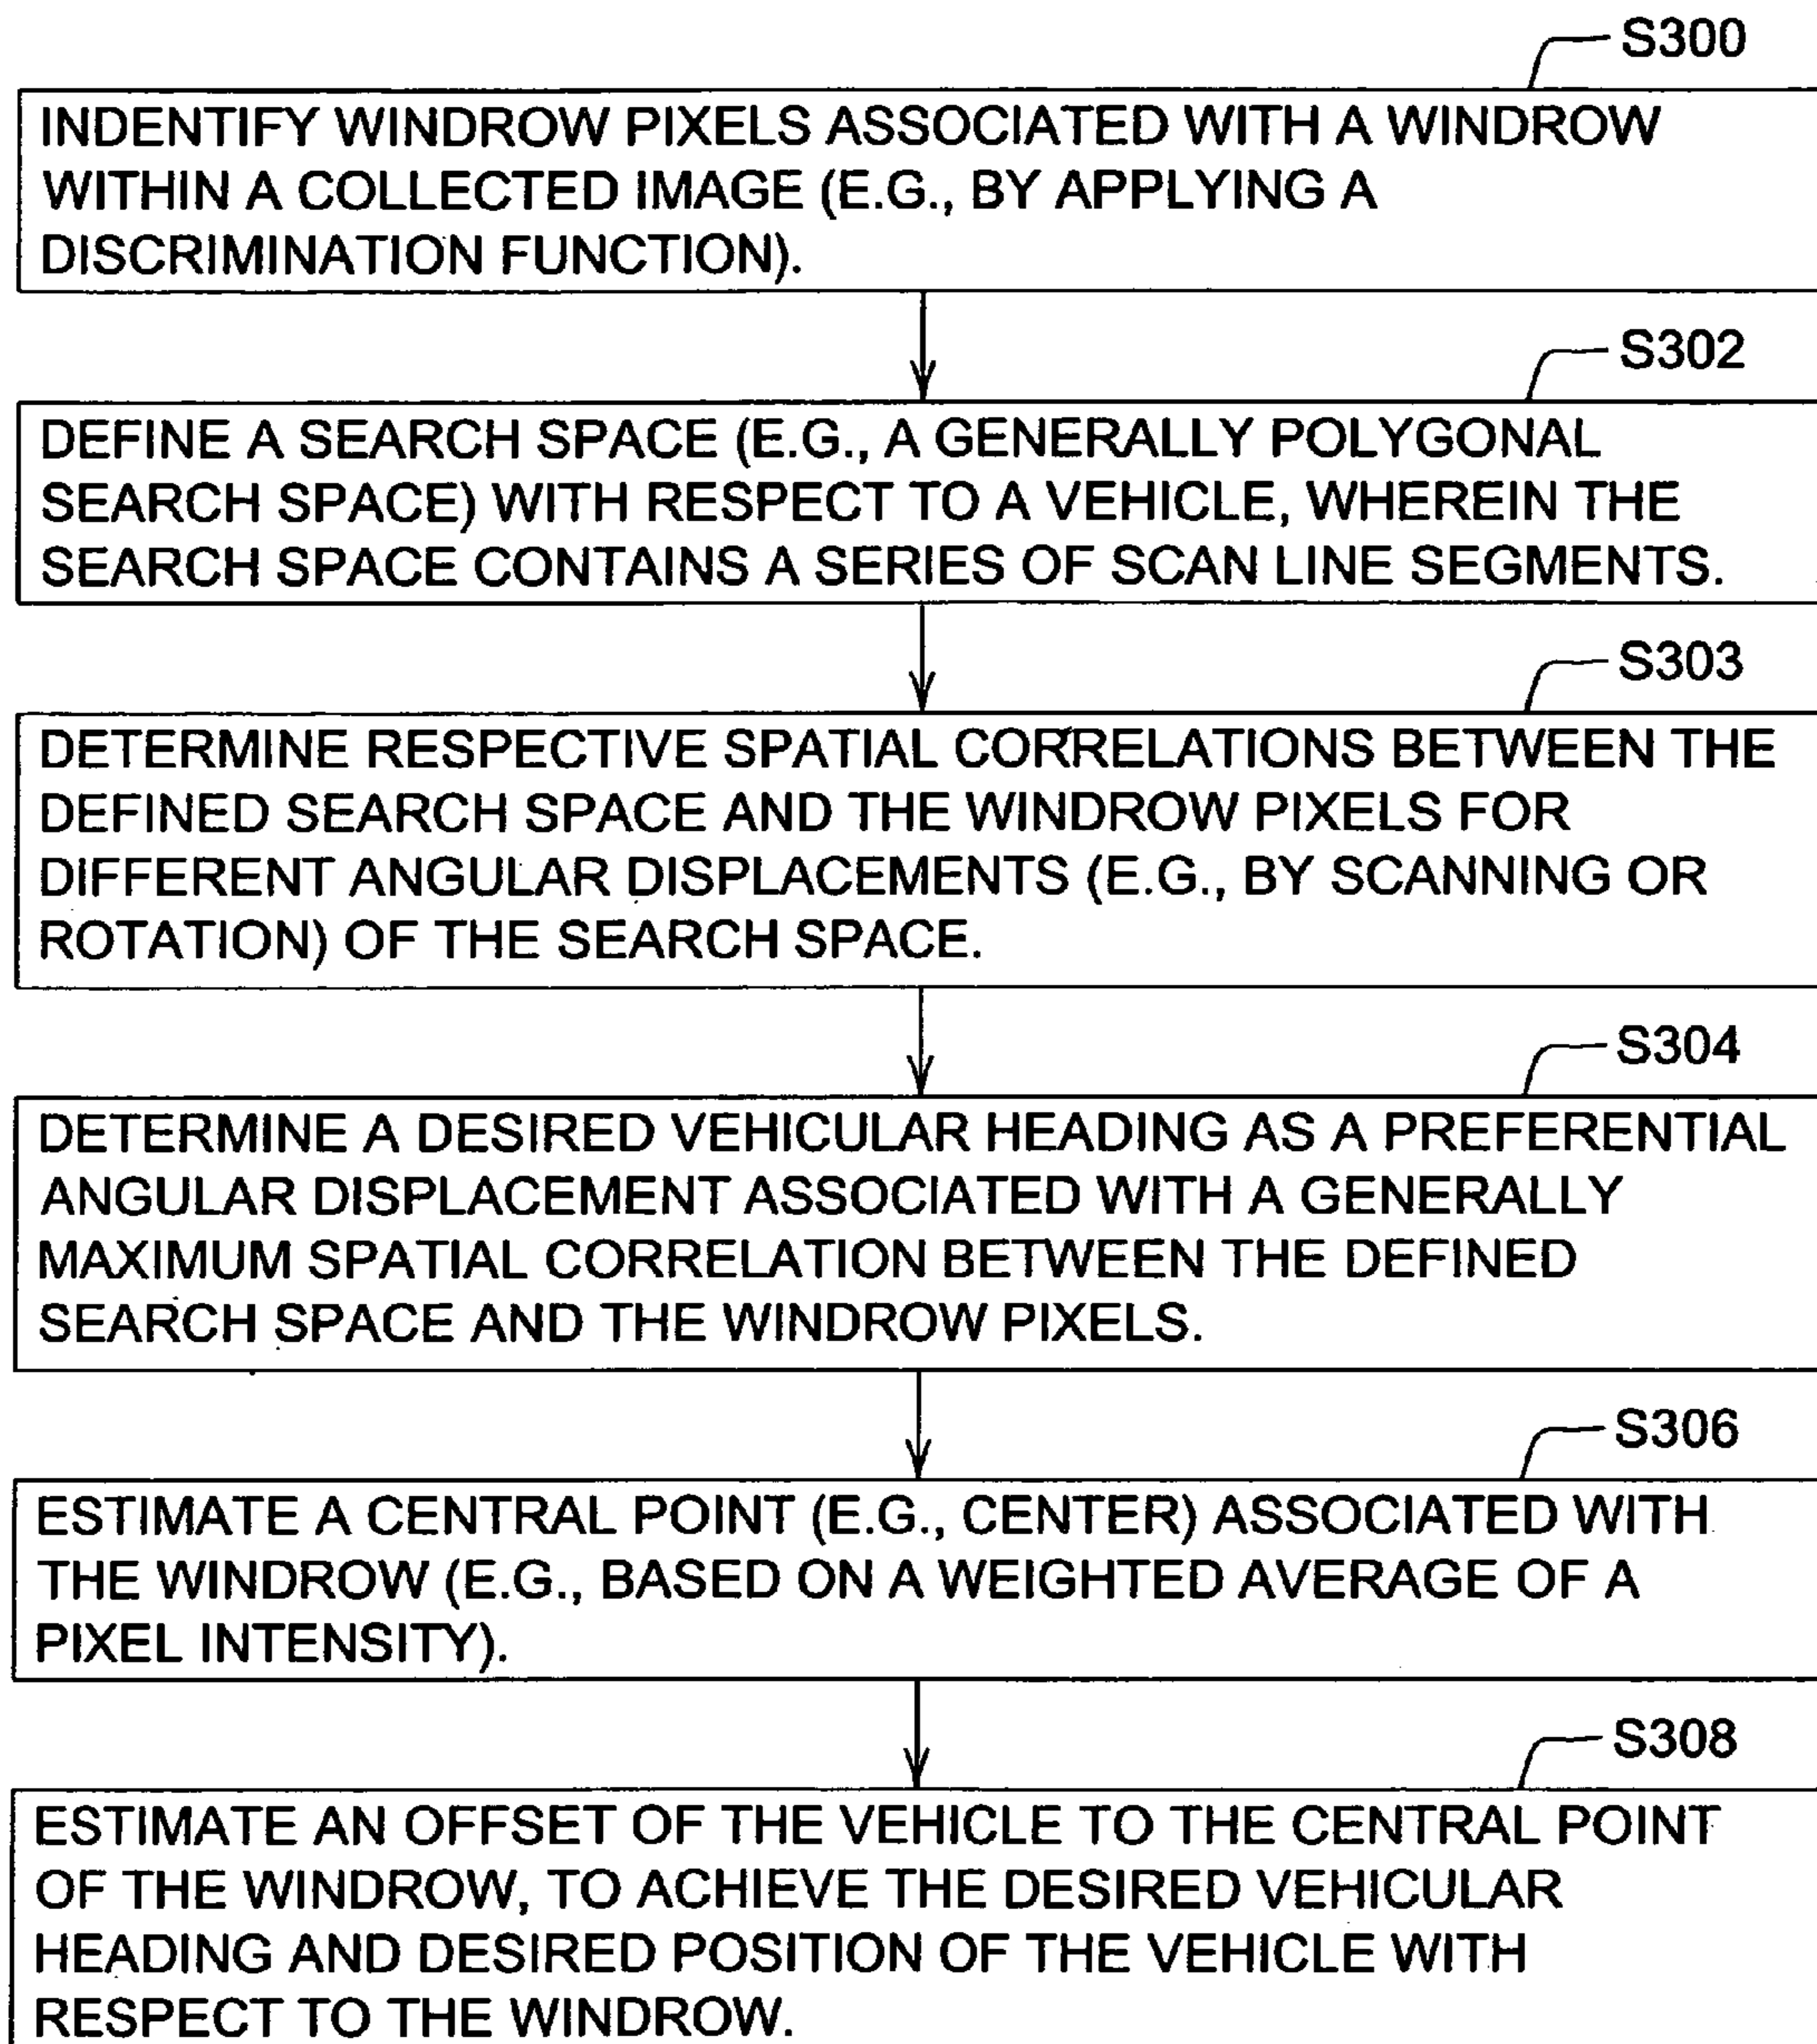 S300
INDENTIFY WINDROW PIXELS ASSOCIATED WITH A WINDROW
WITHIN A COLLECTED IMAGE (E.G., BY APPLYING A
DISCRIMINATION FUNCTION).
S302
DEFINE A SEARCH SPACE (E.G., A GENERALLY POLYGONAL
SEARCH SPACE) WITH RESPECT TO A VEHICLE, WHEREIN THE
SEARCH SPACE CONTAINS A SERIES OF SCAN LINE SEGMENTS.
S303
DETERMINE RESPECTIVE SPATIAL CORRELATIONS BETWEEN THE
DEFINED SEARCH SPACE AND THE WINDROW PIXELS FOR
DIFFERENT ANGULAR DISPLACEMENTS (E.G., BY SCANNING OR
ROTATION) OF THE SEARCH SPACE.
S304
DETERMINE A DESIRED VEHICULAR HEADING AS A PREFERENTIAL
ANGULAR DISPLACEMENT ASSOCIATED WITH A GENERALLY
MAXIMUM SPATIAL CORRELATION BETWEEN THE DEFINED
SEARCH SPACE AND THE WINDROW PIXELS.
S306
ESTIMATE A CENTRAL POINT (E.G., CENTER) ASSOCIATED WITH
THE WINDROW (E.G., BASED ON A WEIGHTED AVERAGE OF A
PIXEL INTENSITY).
S308
ESTIMATE AN OFFSET OF THE VEHICLE TO THE CENTRAL POINT
OF THE WINDROW, TO ACHIEVE THE DESIRED VEHICULAR
HEADING AND DESIRED POSITION OF THE VEHICLE WITH
RESPECT TO THE WINDROW.